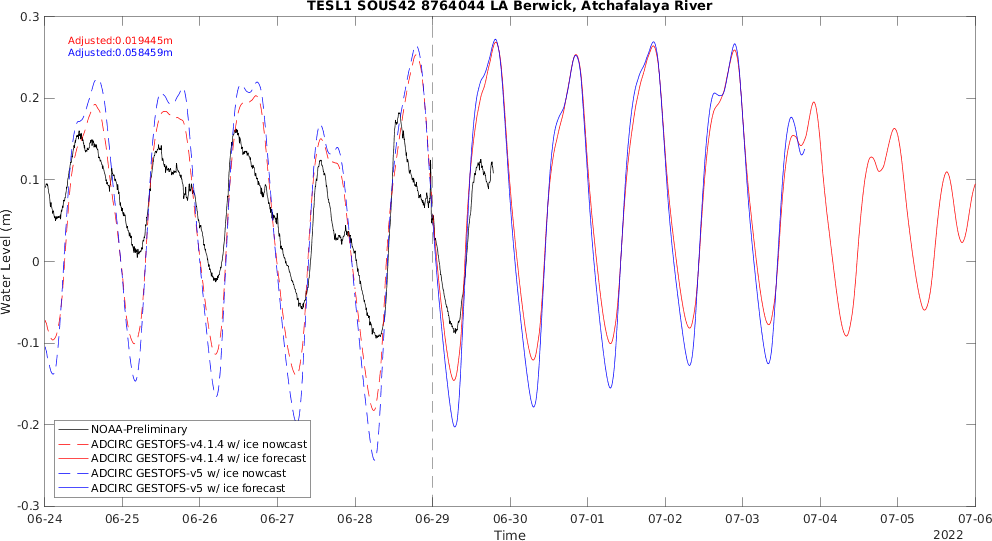 TESL1 SOUS42 8764044 LA Berwick, Atchafalaya River
0.3
Adjusted:0.019445m
Adjusted:0.058459m
0.2
0.1
0
-0.1
-0.2
-0.3
Water Level (m)
NOAA-Preliminary
ADCIRC GESTOFS-v4.1.4 w/ ice nowcast
ADCIRC GESTOFS-v4.1.4 w/ ice forecast
ADCIRC GESTOFS-v5 w/ ice nowcast
ADCIRC GESTOFS-v5 w/ ice forecast
06-24 06-25 06-26 06-27 06-28 06-29 06-30 07-01 07-02 07-03 07-04 07-05 07-06
Time
2022